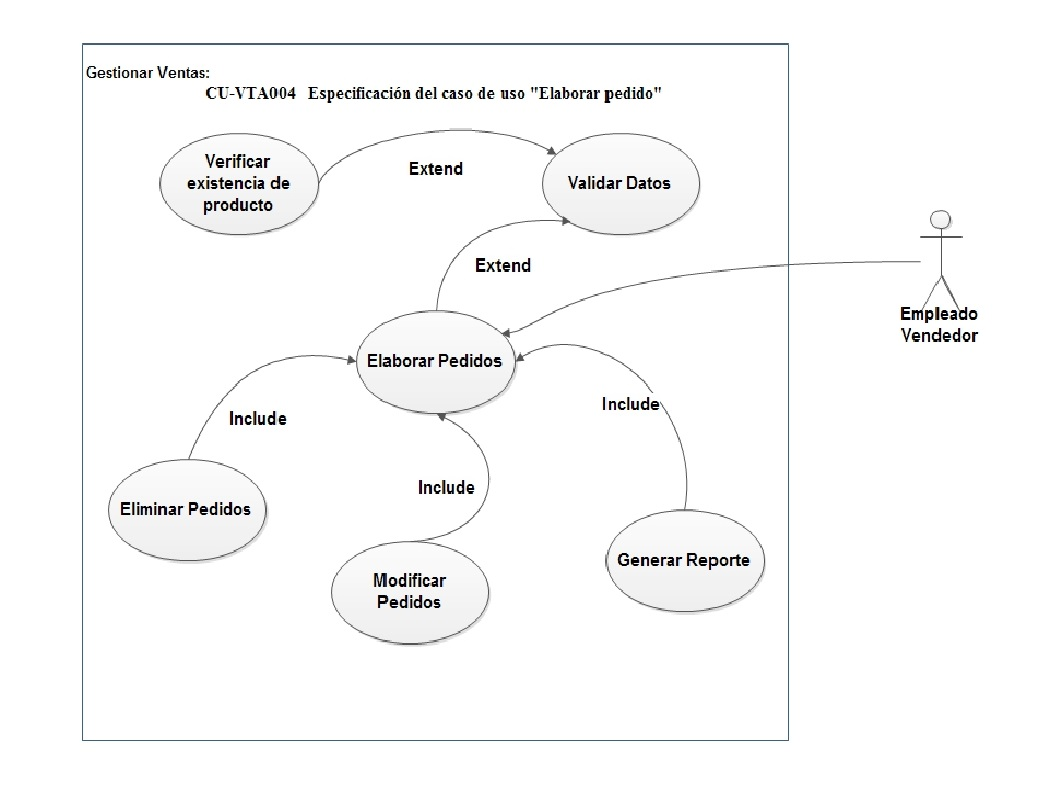 Gestionar Ventas:
CU-VTA004 Especificación del caso de uso "Elaborar pedido"
Verificar
existencia de
producto
Extend
Validar Datos
Extend
Empleado
Vendedor
Elaborar Pedidos
Include
Include
Include
Eliminar Pedidos
Modificar
Pedidos
Generar Reporte